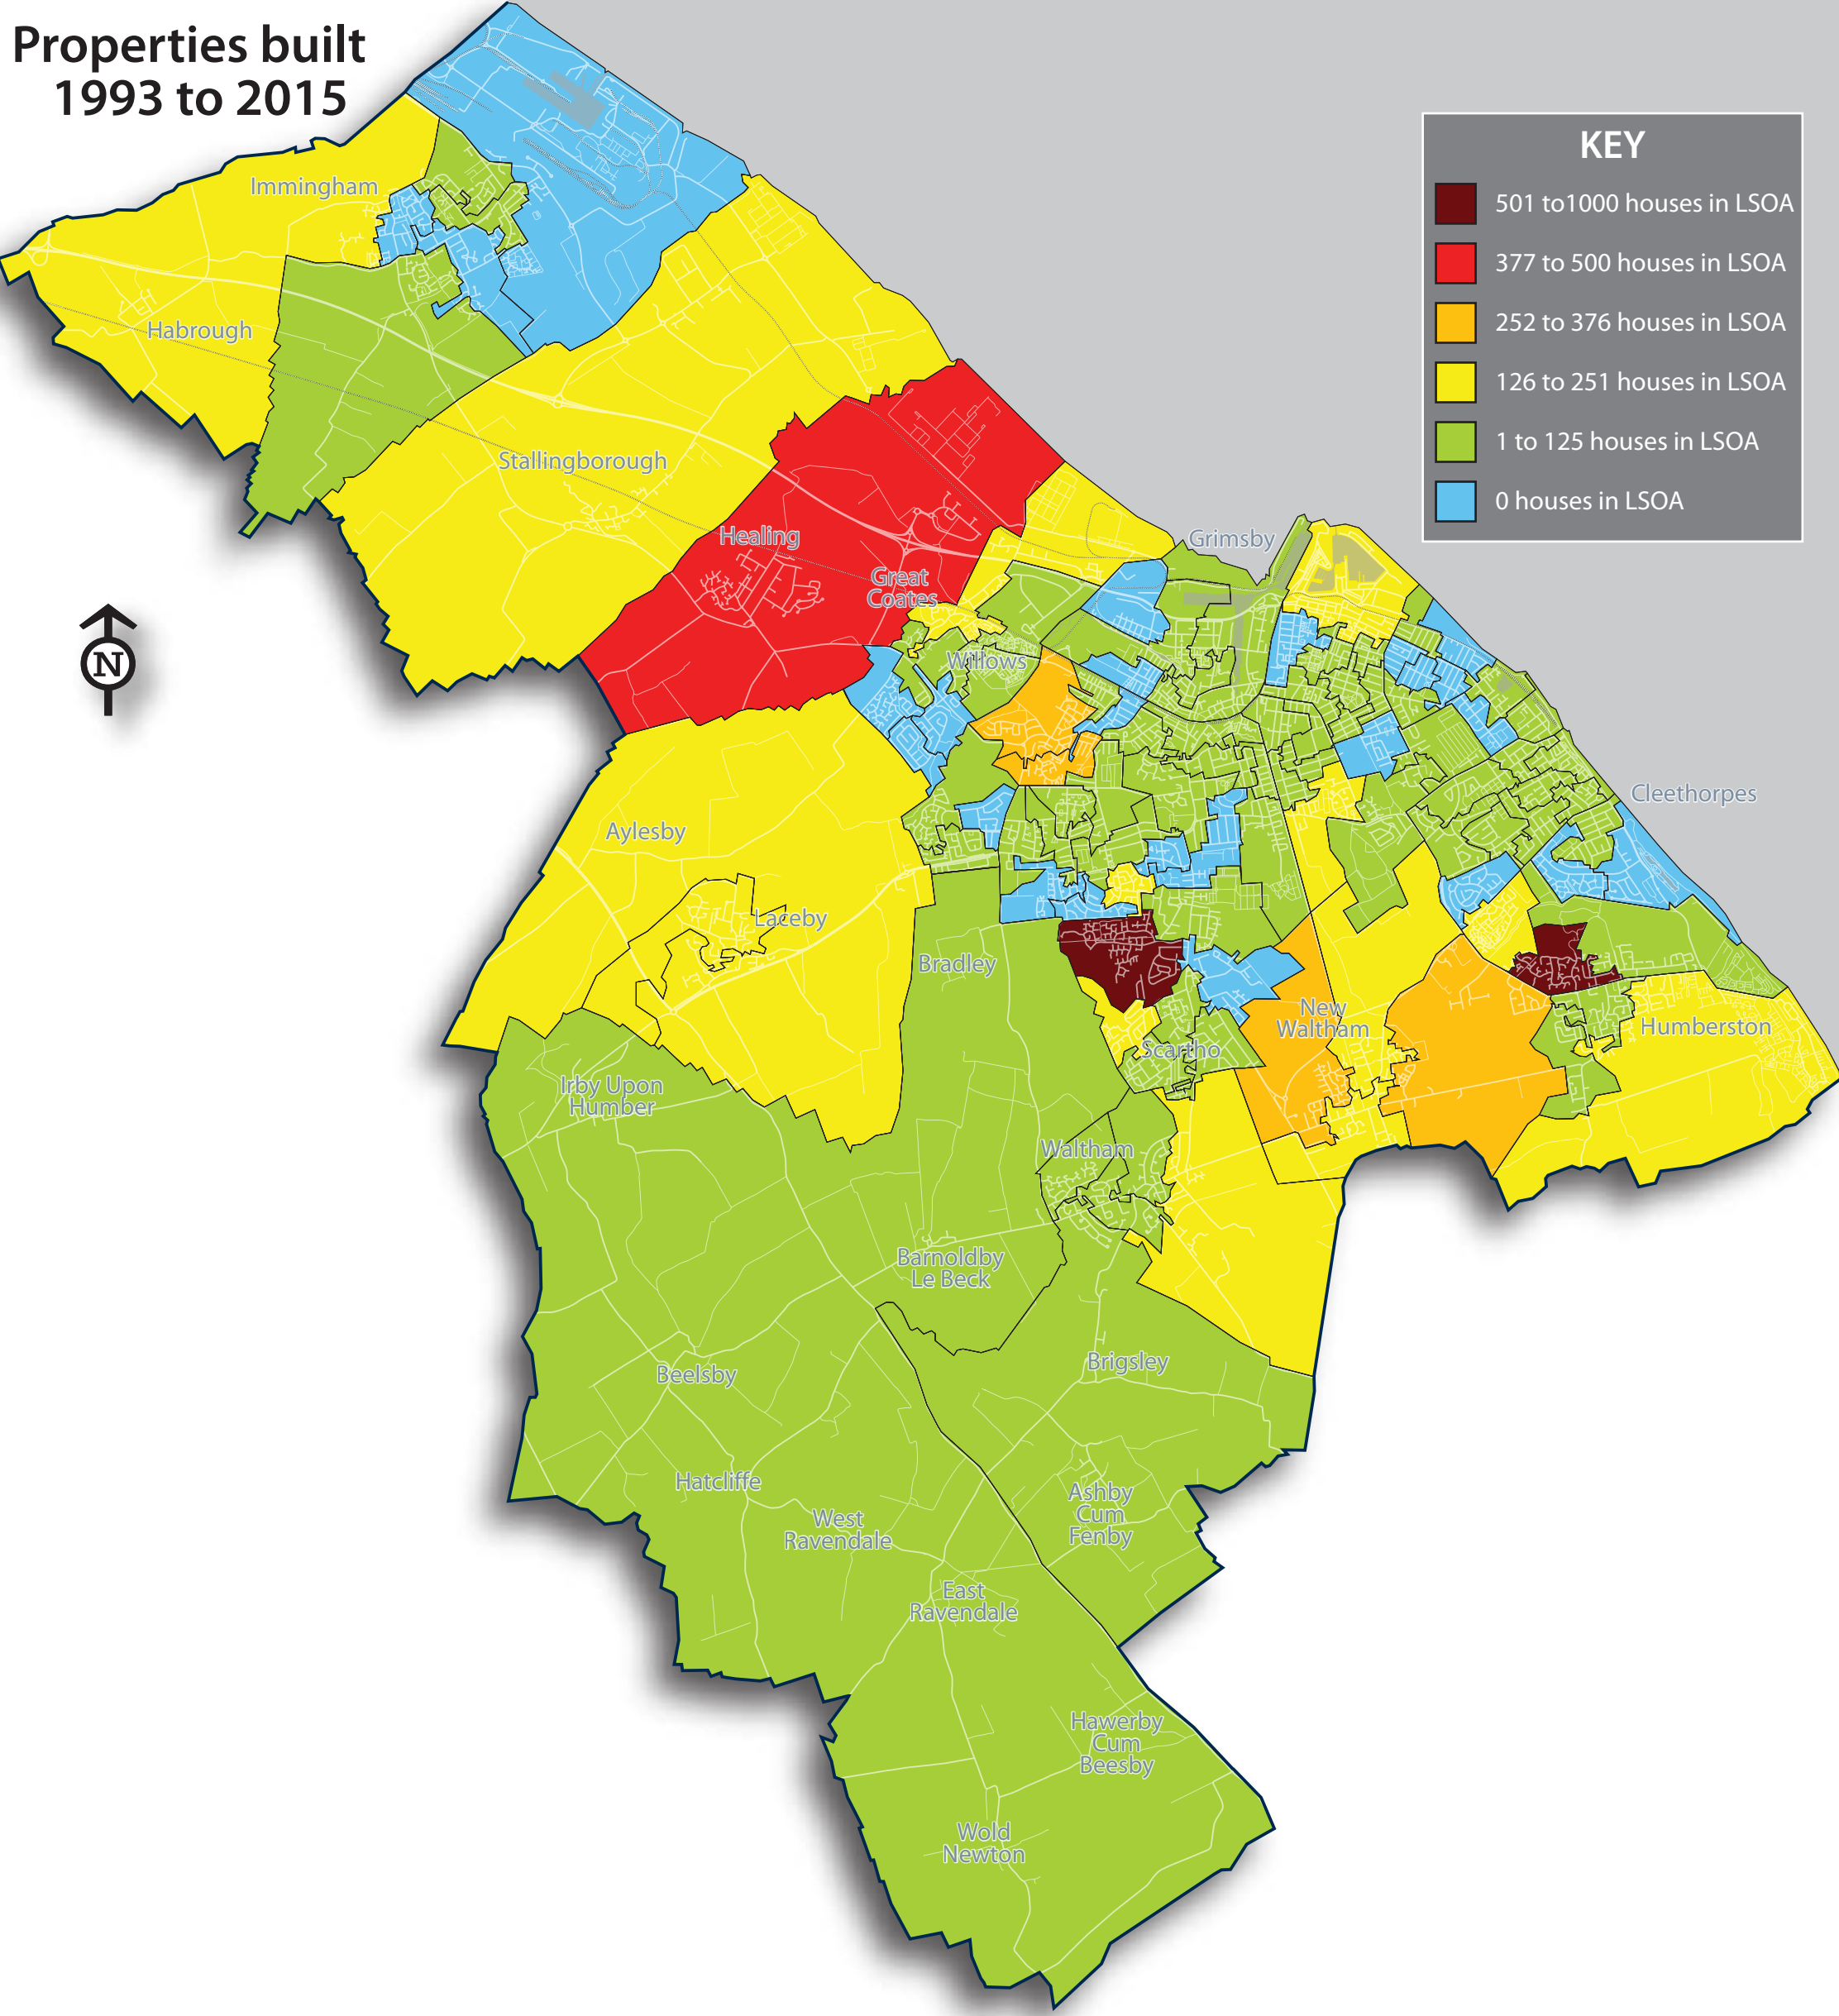 Properties built
1993 to 2015
KEY
501 to1000 houses in LSOA
377 to 500 houses in LSOA
252 to 376 houses in LSOA
126 to 251 houses in LSOA
1 to 125 houses in LSOA
0 houses in LSOA
N
Immingham
Habrough
Stallingborough
Healing
Great
Coates
Grimsby
Willows
Cleethorpes
Aylesby
Laceby
Bradley
New
Waltham
Humberston
Scartho
Irby Upon
Humber
Waltham
Barnoldby
Le Beck
Brigsley
Beelsby
Hatcliffe
Ashby
Cum
Fenby
West
Ravendale
East
Ravendale
Hawerby
Cum
Beesby
Wold
Newton